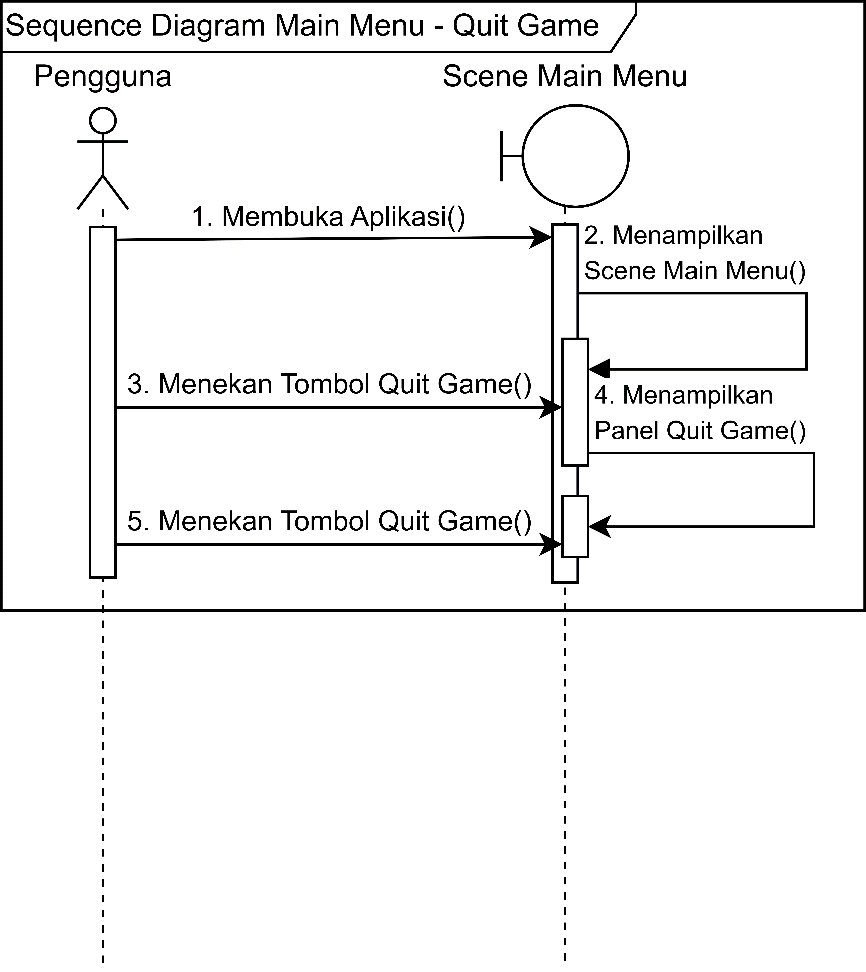 Sequence Diagram Main Menu - Quit Game
Pengguna
Scene Main Menu
1. Membuka Aplikasi()
2. Menampilkan
Scene Main Menu()
3. Menekan Tombol Quit Game()
4. Menampilkan
Panel Quit Game()
5. Menekan Tombol Quit Game()